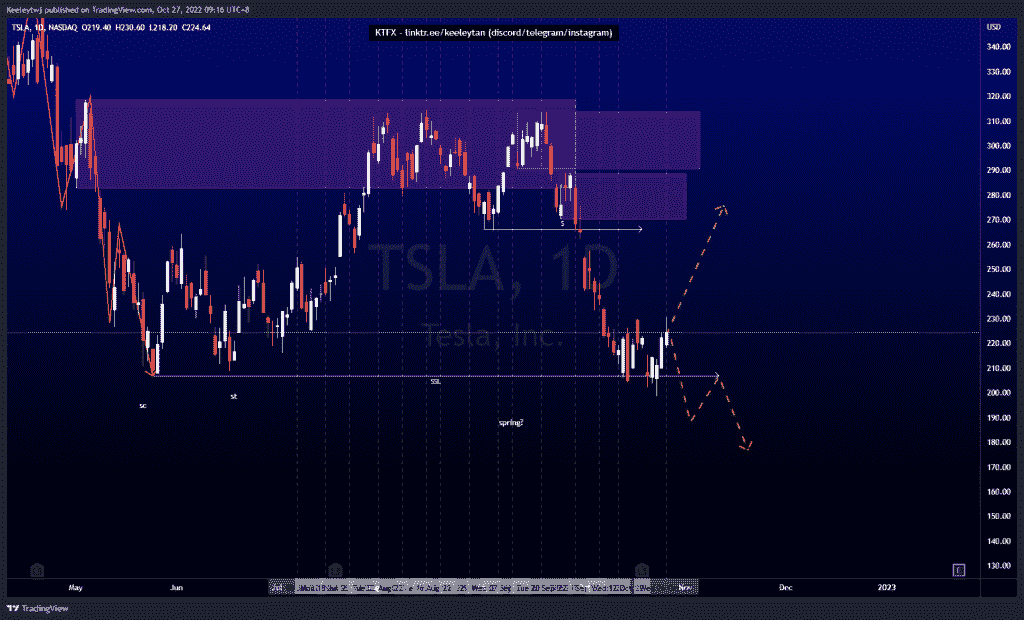 Keeleytwj published on TradingView.com, Oct 27, 2022 09:16 UTC-8
TSLA, 1D, NASDAQ O219.40 H230.60 L218.20 C224.64
KTFX - linktr.ee/keeleytan (discord/telegram/instagram)
USD
340.00
330.00
320.00
310.00
300.00
290.00
280.00
270.00
260.00
250.00
240.00
230.00
220.00
210.00
200.00
190.00
180.00
170.00
160.00
150.00
140.00
130.00
TSLA, 1D
Tesla, Inc.
s
SSL
sc
st
spring?
E
May Jun Nov Dec 2023
TradingView